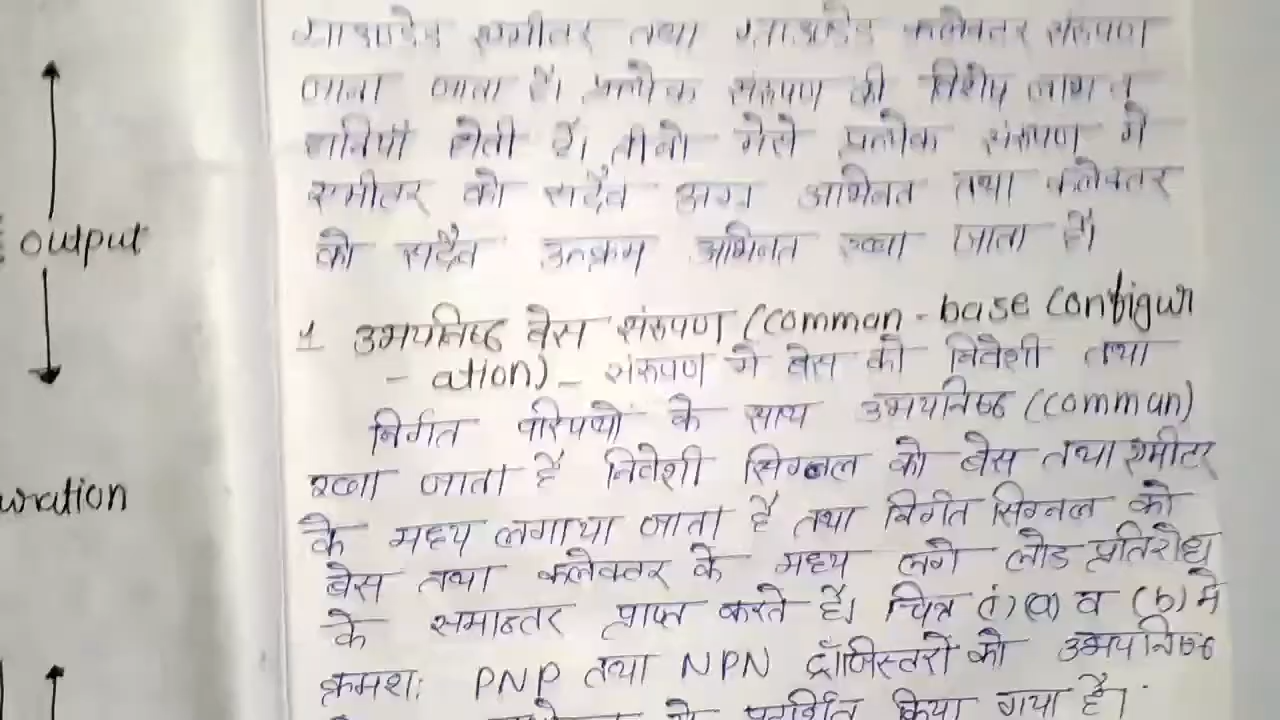 ग्राउण्डेड एमीटर तथा ग्राउण्डेड कलेक्टर संरुपण
जाना जाता है। प्रत्येक संरुपण की विशेष लाभ व
हानियाँ होती हैं। तीनो मेसे प्रत्येक संरुपण मे
एमीटर को सदैव अग्र अभिनत तथा कलेक्टर
को सदैव उत्क्रम अभिनत रखा जाता है।
output
1 उभयनिष्ठ बेस संरुपण (comman - base configur
- ation) - संरुपण मे बेस को निवेशी तथा
निर्गत परिपथों के साथ उभयनिष्ठ (comman)
रखा जाता है निवेशी सिग्नल को बेस तथा एमीटर
uration
के मध्य लगाया जाता है तथा निर्गत सिग्नल को
बेस तथा कलेक्टर के मध्य लगे लोड प्रतिरोध
के समान्तर प्राप्त करते है। चित्र (i) (a) व (b) मे
क्रमश: PNP तथा NPN ट्रॉंजिस्टरों को उभयनिष्ठ
प्रदर्शित किया गया है।